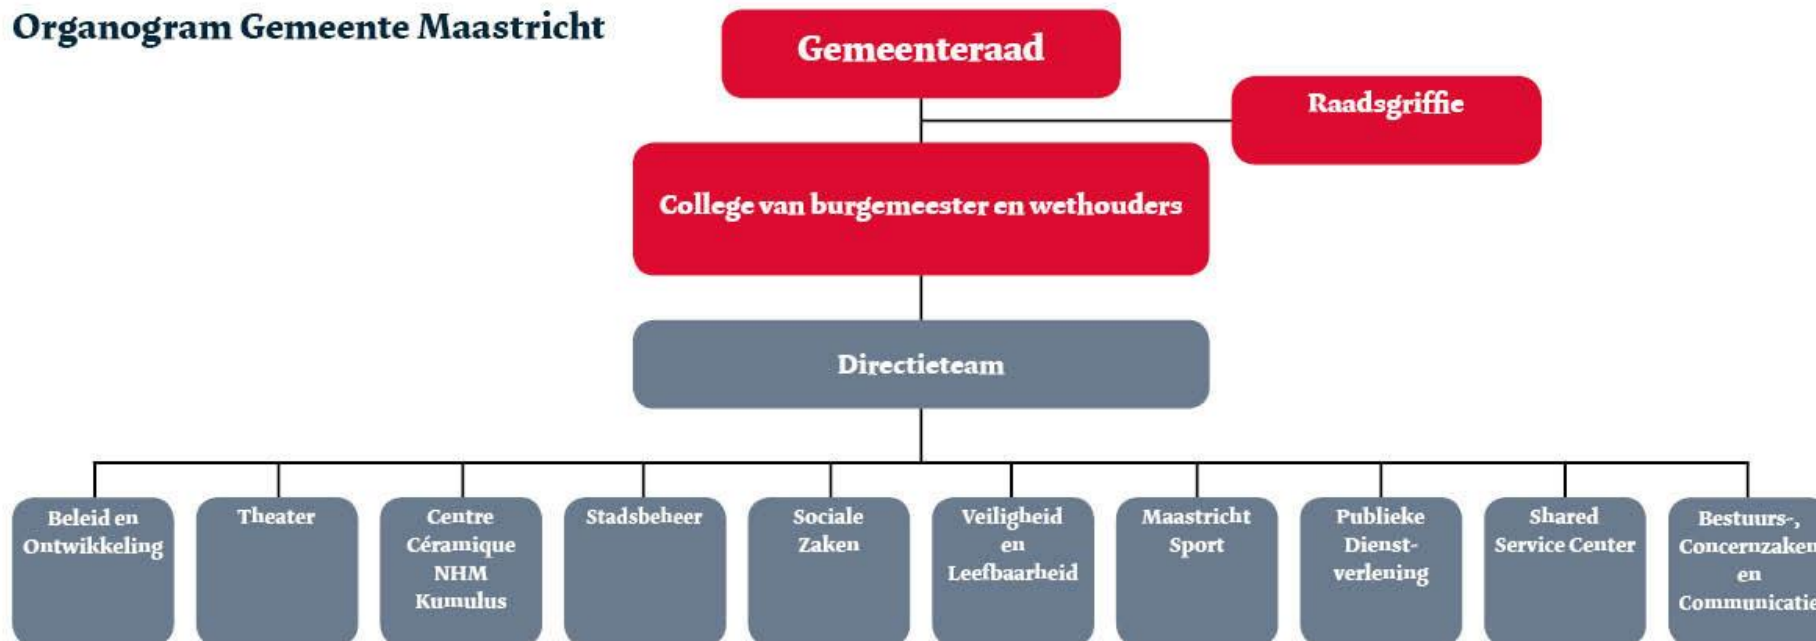 Organogram Gemeente Maastricht
Gemeenteraad
Raadsgriffie
College van burgemeester en wethouders
Directieteam
Beleid en
Ontwikkeling
Theater
Centre
Céramique
NHM
Kumulus
Stadsbeheer
Sociale
Zaken
Veiligheid
en
Leefbaarheid
Maastricht
Sport
Publieke
Dienst-
verlening
Shared
Service Center
Bestuurs-,
Concernzaken
en
Communicatie